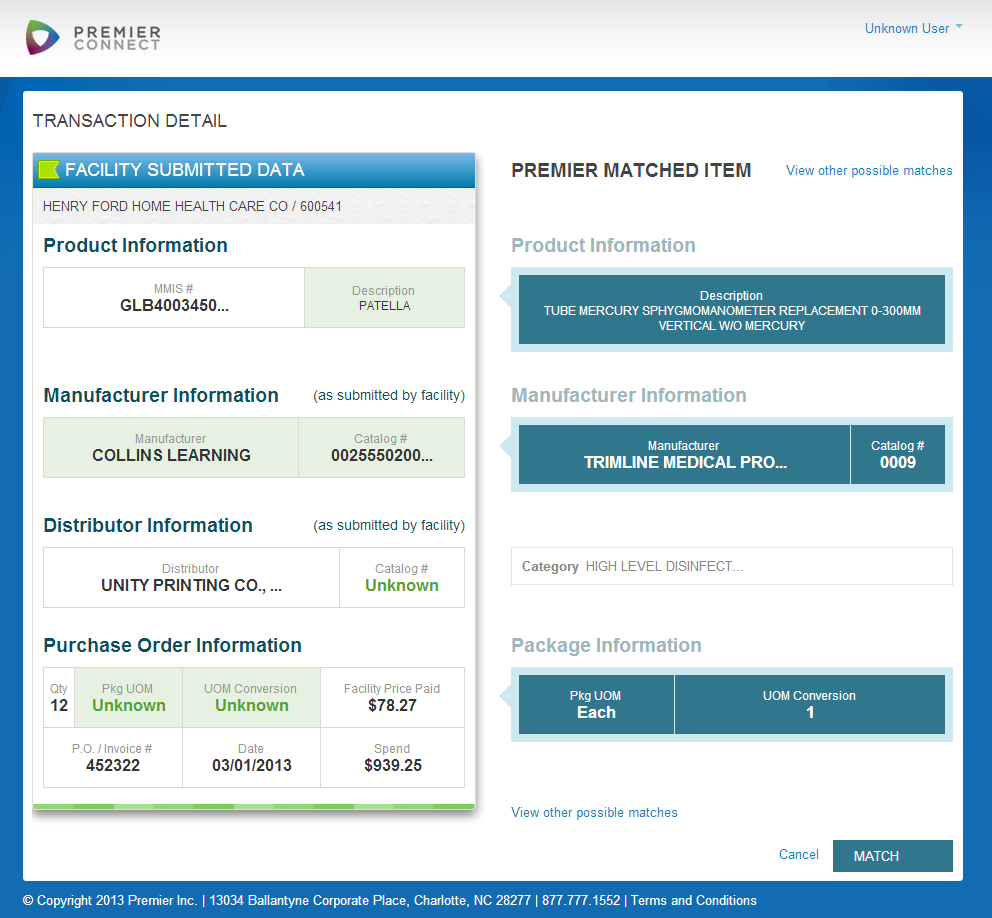 PREMIER
CONNECT
Unknown User
TRANSACTION DETAIL
FACILITY SUBMITTED DATA
HENRY FORD HOME HEALTH CARE CO / 600541
Product Information
MMIS #
GLB4003450...
Description
PATELLA
Manufacturer Information
(as submitted by facility)
Manufacturer
COLLINS LEARNING
Catalog #
0025550200...
Distributor Information
(as submitted by facility)
Distributor
UNITY PRINTING CO., ...
Catalog #
Unknown
Purchase Order Information
Qty
12
Pkg UOM
Unknown
UOM Conversion
Unknown
Facility Price Paid
$78.27
P.O. / Invoice #
452322
Date
03/01/2013
Spend
$939.25
PREMIER MATCHED ITEM
View other possible matches
Product Information
Description
TUBE MERCURY SPHYGMOMANOMETER REPLACEMENT 0-300MM
VERTICAL W/O MERCURY
Manufacturer Information
Manufacturer
TRIMLINE MEDICAL PRO...
Catalog #
0009
Category HIGH LEVEL DISINFECT...
Package Information
Pkg UOM
Each
UOM Conversion
1
View other possible matches
Cancel
MATCH
© Copyright 2013 Premier Inc. | 13034 Ballantyne Corporate Place, Charlotte, NC 28277 | 877.777.1552 | Terms and Conditions